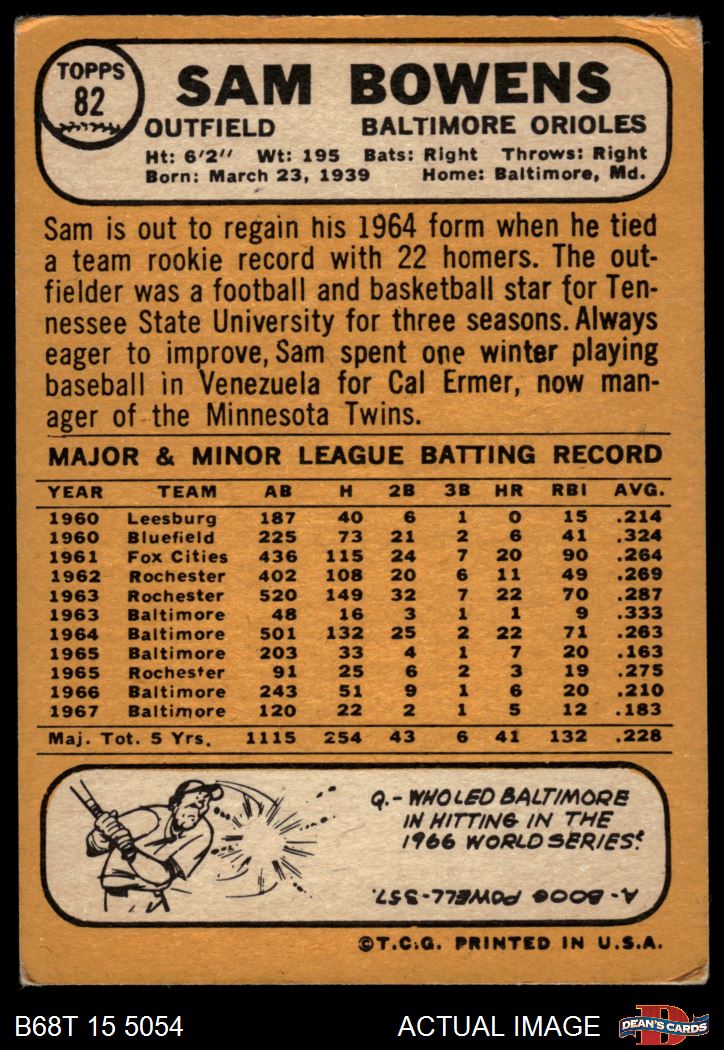 TOPPS
82
SAM BOWENS
OUTFIELD BALTIMORE ORIOLES
Ht: 6'2" Wt: 195 Bats: Right Throws: Right
Born: March 23, 1939 Home: Baltimore, Md.
Sam is out to regain his 1964 form when he tied
a team rookie record with 22 homers. The out-
fielder was a football and basketball star for Ten-
nessee State University for three seasons. Always
eager to improve, Sam spent one winter playing
baseball in Venezuela for Cal Ermer, now man-
ager of the Minnesota Twins.
MAJOR & MINOR LEAGUE BATTING RECORD
YEAR TEAM AB H 2B 3B HR RBI AVG.
1960 Leesburg 187 40 6 1 0 15 .214
1960 Bluefield 225 73 21 2 6 41 .324
1961 Fox Cities 436 115 24 7 20 90 .264
1962 Rochester 402 108 20 6 11 49 .269
1963 Rochester 520 149 32 7 22 70 .287
1963 Baltimore 48 16 3 1 1 9 .333
1964 Baltimore 501 132 25 2 22 71 .263
1965 Baltimore 203 33 4 1 7 20 .163
1965 Rochester 91 25 6 2 3 19 .275
1966 Baltimore 243 51 9 1 6 20 .210
1967 Baltimore 120 22 2 1 5 12 .183
Maj. Tot. 5 Yrs. 1115 254 43 6 41 132 .228
Q.- WHO LED BALTIMORE
IN HITTING IN THE
1966 WORLD SERIES?
A- BOOG POWELL-.357.
©T.C.G. PRINTED IN U.S.A.
B68T 15 5054 ACTUAL IMAGE DEAN'S CARDS